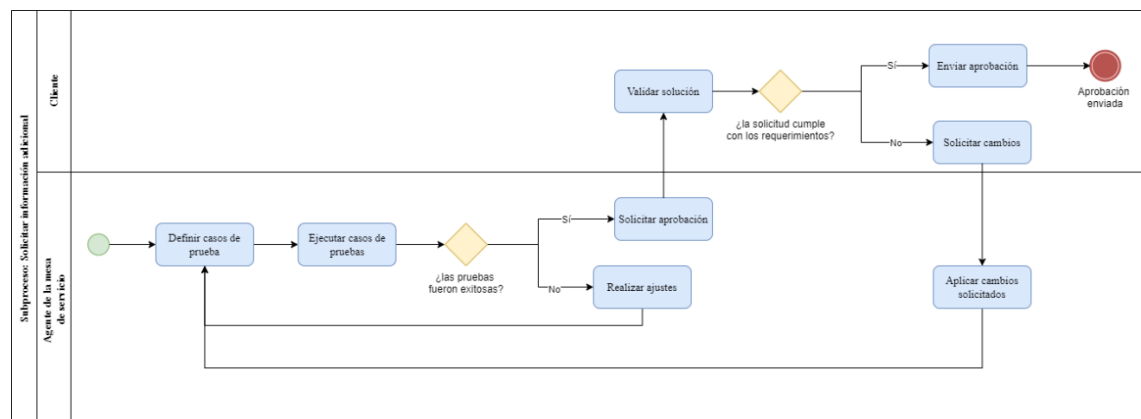 Subproceso: Solicitar información adicional
Cliente
Validar solución
¿la solicitud cumple
con los requerimientos?
Sí
Enviar aprobación
Aprobación
enviada
No
Solicitar cambios
Agente de la mesa
de servicio
Definir casos de
prueba
Ejecutar casos de
pruebas
¿las pruebas
fueron exitosas?
Sí
Solicitar aprobación
No
Realizar ajustes
Aplicar cambios
solicitados